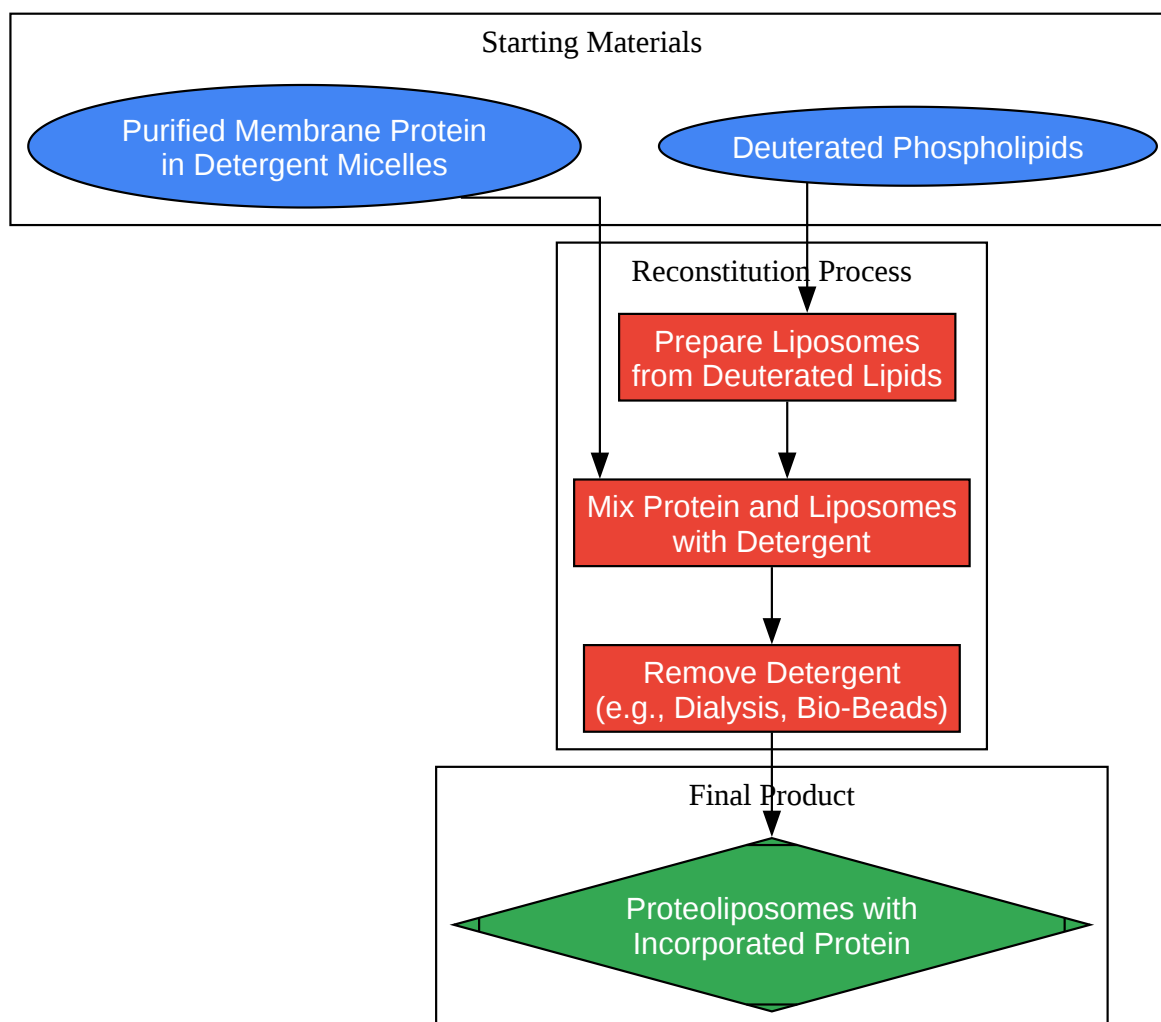 Starting Materials
Purified Membrane Protein
in Detergent Micelles
Deuterated Phospholipids
Reconstitution Process
Prepare Liposomes
from Deuterated Lipids
Mix Protein and Liposomes
with Detergent
Remove Detergent
(e.g., Dialysis, Bio-Beads)
Final Product
Proteoliposomes with
Incorporated Protein